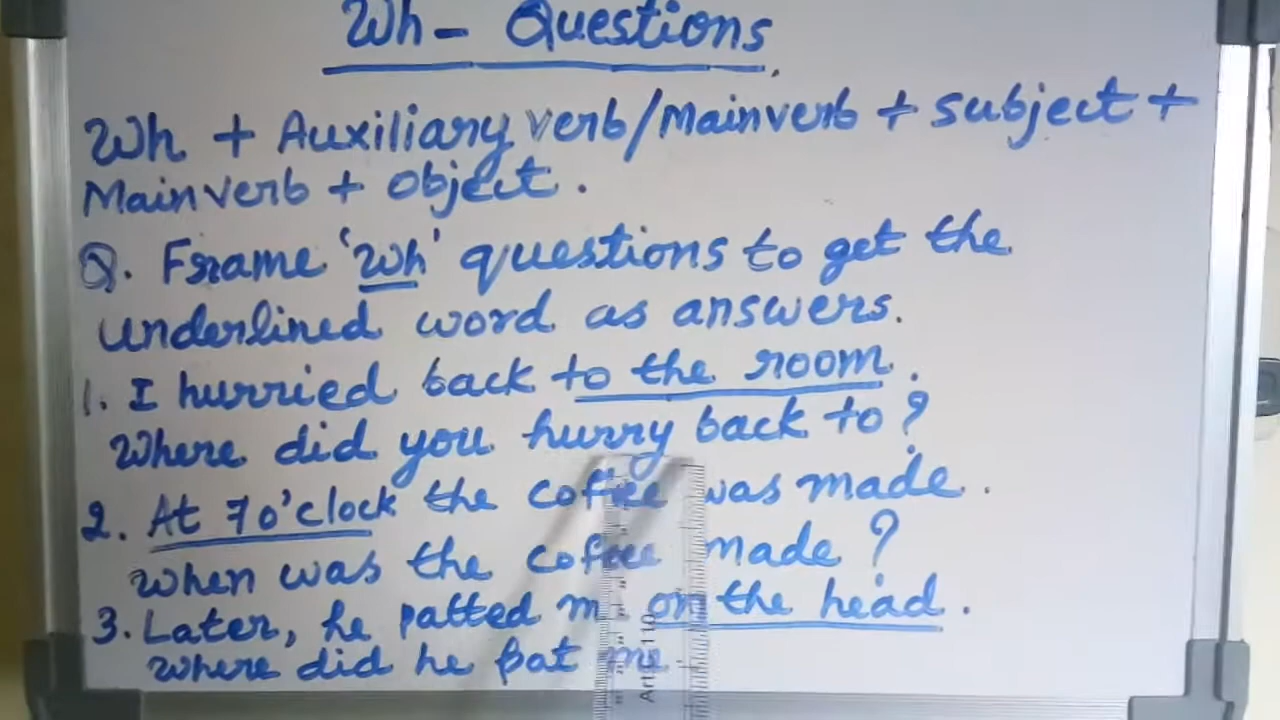 Wh- Questions
Wh + Auxiliary verb/Mainverb + subject +
Main verb + object.
Q. Frame 'wh' questions to get the
underlined word as answers.
1. I hurried back to the room.
Where did you hurry back to?
2. At 7 o'clock the coffee was made.
When was the coffee made?
3. Later, he patted me on the head.
Where did he pat me